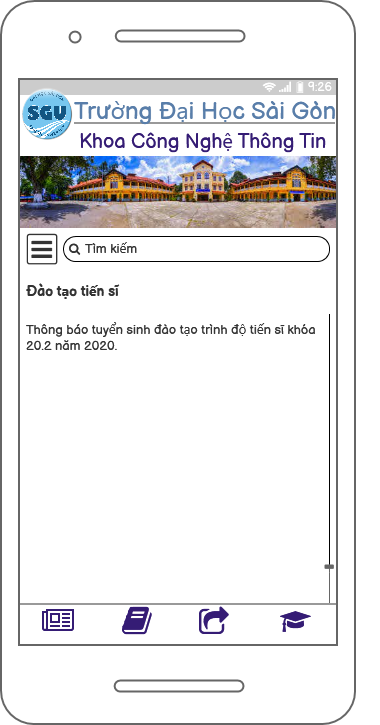 9:26
SGU
Trường Đại Học Sài Gòn
Khoa Công Nghệ Thông Tin
Tìm kiếm
Đào tạo tiến sĩ
Thông báo tuyển sinh đào tạo trình độ tiến sĩ khóa
20.2 năm 2020.